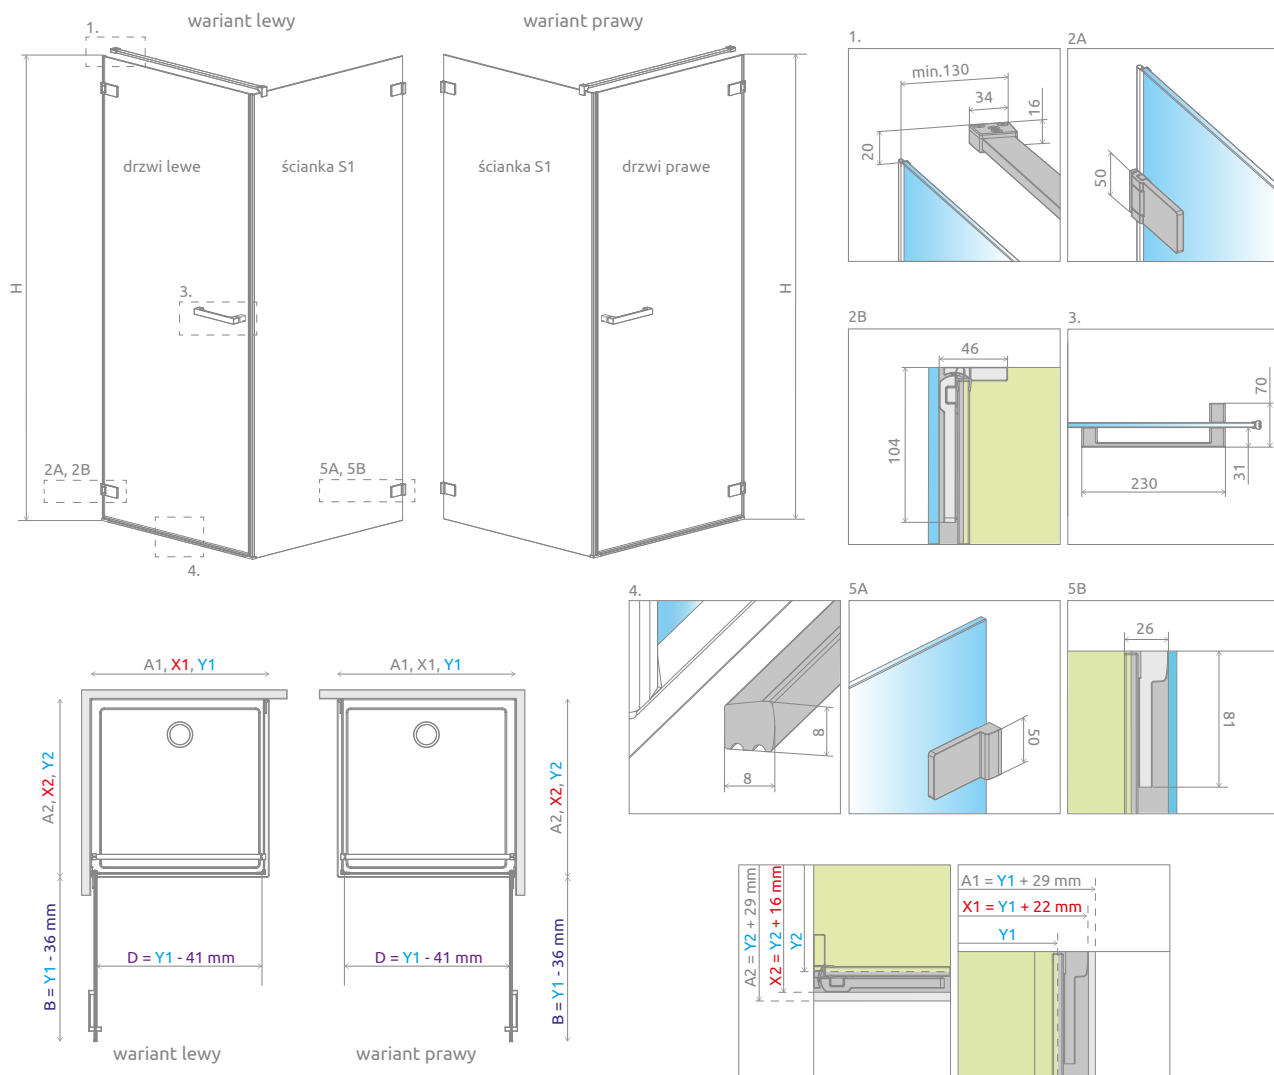 wariant lewy
wariant prawy
1.
H
drzwi lewe
ścianka S1
3.
2A, 2B
5A, 5B
4.
ścianka S1
drzwi prawe
H
1.
min.130
34
16
20
2A
50
2B
46
104
3.
70
31
230
4.
8
8
5A
50
5B
26
81
A1, X1, Y1
A2, X2, Y2
D = Y1 - 41 mm
B = Y1 - 36 mm
wariant lewy
A1, X1, Y1
A2, X2, Y2
D = Y1 - 41 mm
B = Y1 - 36 mm
wariant prawy
A2 = Y2 + 29 mm
X2 = Y2 + 16 mm
Y2
A1 = Y1 + 29 mm
X1 = Y1 + 22 mm
Y1